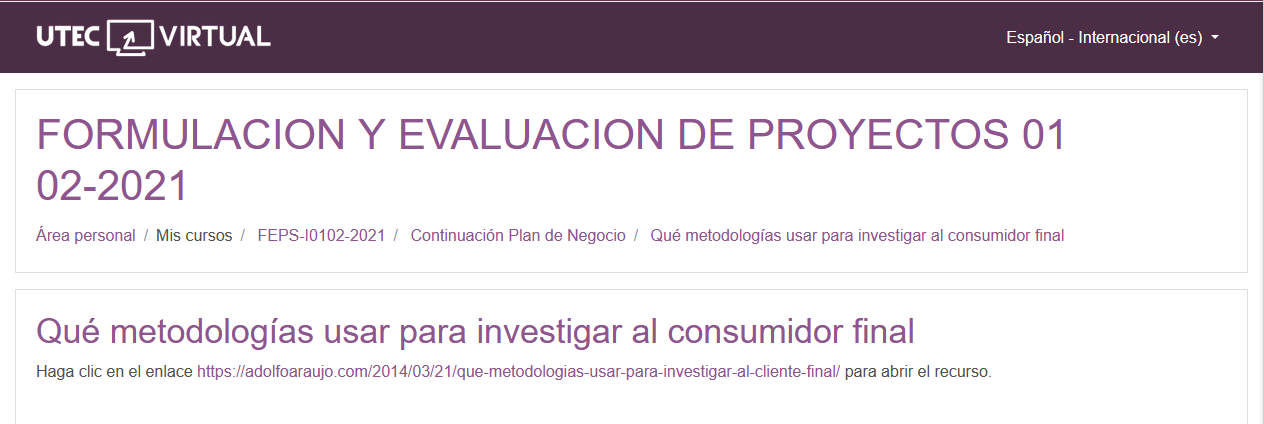 UTEC VIRTUAL
Español - Internacional (es)
FORMULACION Y EVALUACION DE PROYECTOS 01
02-2021
Área personal / Mis cursos / FEPS-I0102-2021 / Continuación Plan de Negocio / Qué metodologías usar para investigar al consumidor final
Qué metodologías usar para investigar al consumidor final
Haga clic en el enlace https://adolfoaraujo.com/2014/03/21/que-metodologias-usar-para-investigar-al-cliente-final/ para abrir el recurso.